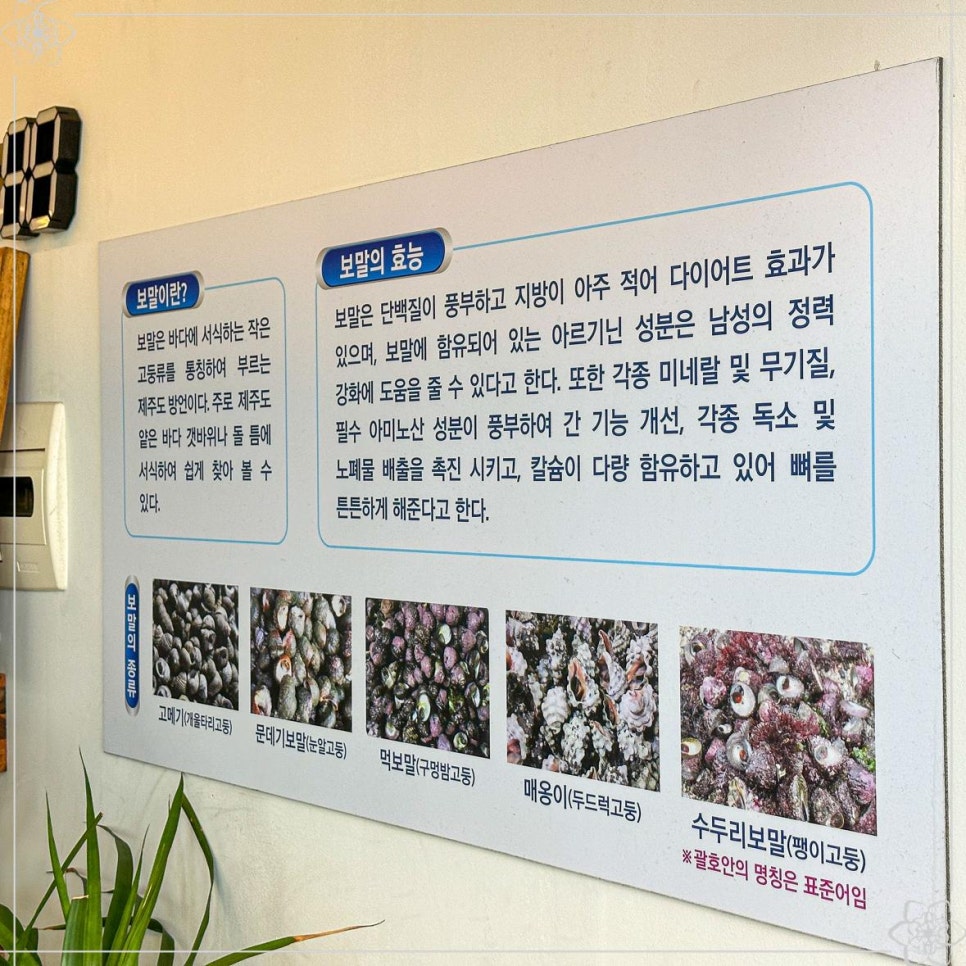 보말이란?
보말은 바다에 서식하는 작은
고둥류를 통칭하여 부르는
제주도 방언이다. 주로 제주도
얕은 바다 갯바위나 돌 틈에
서식하여 쉽게 찾아 볼 수
있다.
보말의 효능
보말은 단백질이 풍부하고 지방이 아주 적어 다이어트 효과가
있으며, 보말에 함유되어 있는 아르기닌 성분은 남성의 정력
강화에 도움을 줄 수 있다고 한다. 또한 각종 미네랄 및 무기질,
필수 아미노산 성분이 풍부하여 간 기능 개선, 각종 독소 및
노폐물 배출을 촉진 시키고, 칼슘이 다량 함유하고 있어 뼈를
튼튼하게 해준다고 한다.
보말의 종류
고메기(개울타리고둥)
문데기보말(눈알고둥)
먹보말(구멍밤고둥)
매옹이(두드럭고둥)
수두리보말(팽이고둥)
※괄호안의 명칭은 표준어임